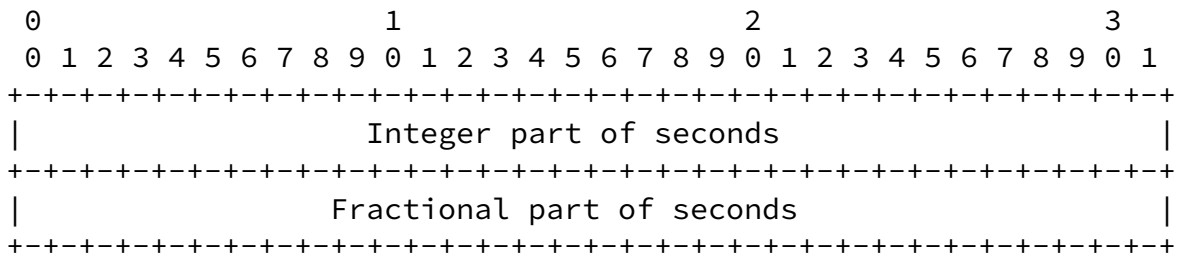 0                   1                   2                   3
 0 1 2 3 4 5 6 7 8 9 0 1 2 3 4 5 6 7 8 9 0 1 2 3 4 5 6 7 8 9 0 1
+-+-+-+-+-+-+-+-+-+-+-+-+-+-+-+-+-+-+-+-+-+-+-+-+-+-+-+-+-+-+-+-+
|                   Integer part of seconds                     |
+-+-+-+-+-+-+-+-+-+-+-+-+-+-+-+-+-+-+-+-+-+-+-+-+-+-+-+-+-+-+-+-+
|                 Fractional part of seconds                    |
+-+-+-+-+-+-+-+-+-+-+-+-+-+-+-+-+-+-+-+-+-+-+-+-+-+-+-+-+-+-+-+-+